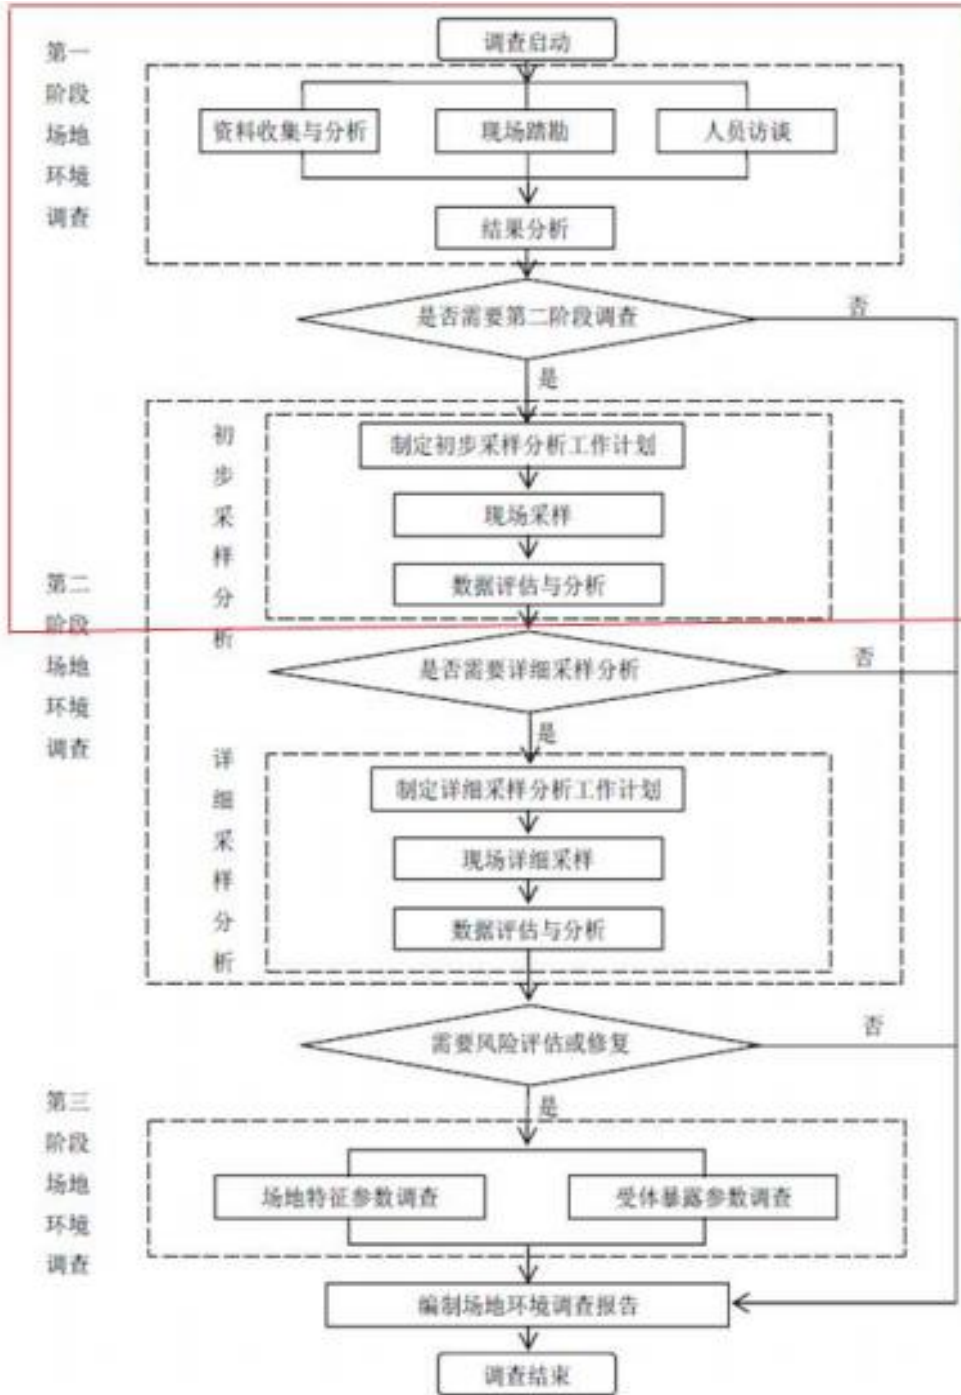 调查启动
第一阶段场地环境调查
资料收集与分析
现场踏勘
人员访谈
结果分析
是否需要第二阶段调查
否
是
第二阶段场地环境调查
初步采样分析
制定初步采样分析工作计划
现场采样
数据评估与分析
是否需要详细采样分析
否
是
详细采样分析
制定详细采样分析工作计划
现场详细采样
数据评估与分析
需要风险评估或修复
否
是
第三阶段场地环境调查
场地特征参数调查
受体暴露参数调查
编制场地环境调查报告
调查结束